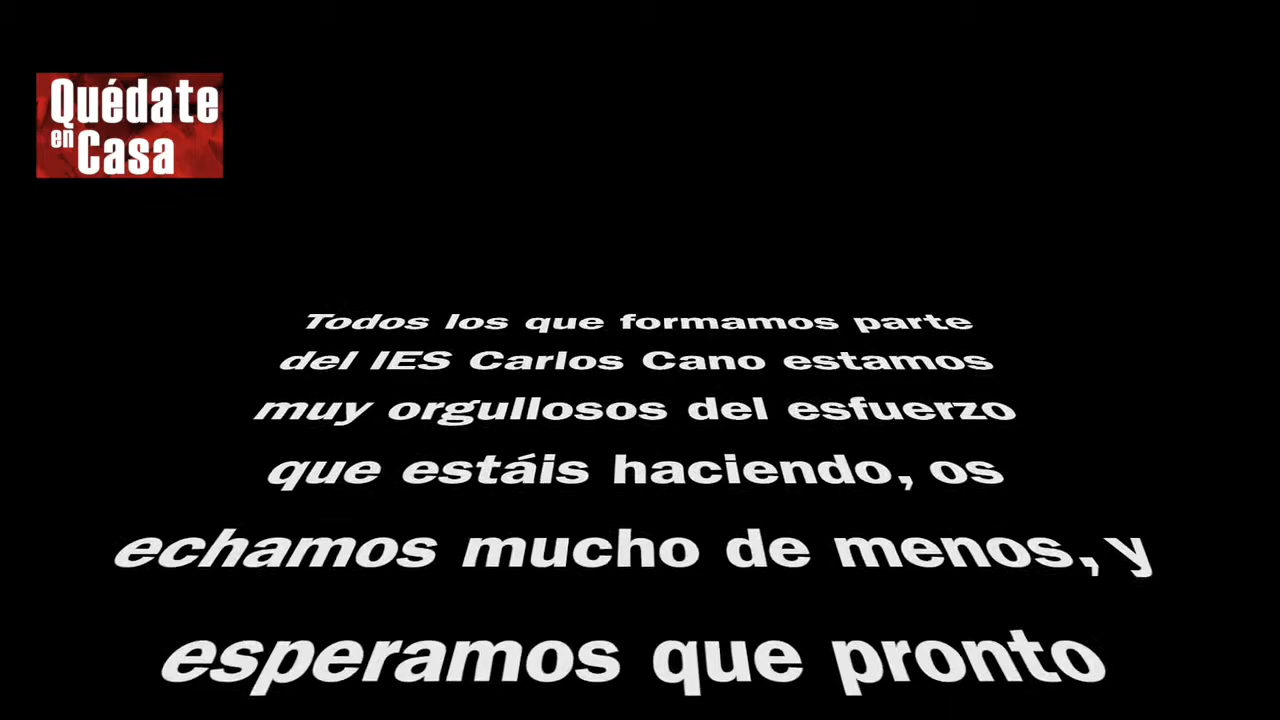 Quédate
en
Casa
Todos los que formamos parte
del IES Carlos Cano estamos
muy orgullosos del esfuerzo
que estáis haciendo, os
echamos mucho de menos, y
esperamos que pronto